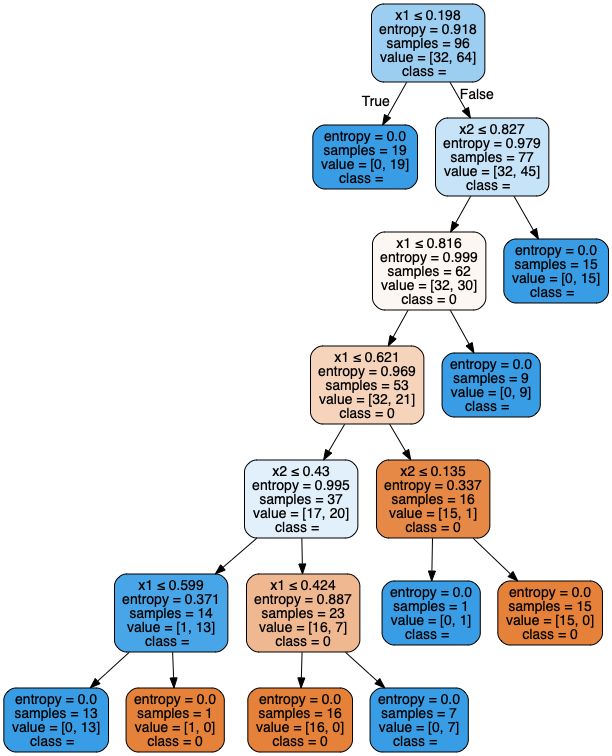 x1 ≤ 0.198
entropy = 0.918
samples = 96
value = [32, 64]
class =
True
False
entropy = 0.0
samples = 19
value = [0, 19]
class =
x2 ≤ 0.827
entropy = 0.979
samples = 77
value = [32, 45]
class =
x1 ≤ 0.816
entropy = 0.999
samples = 62
value = [32, 30]
class = 0
entropy = 0.0
samples = 15
value = [0, 15]
class =
x1 ≤ 0.621
entropy = 0.969
samples = 53
value = [32, 21]
class = 0
entropy = 0.0
samples = 9
value = [0, 9]
class =
x2 ≤ 0.43
entropy = 0.995
samples = 37
value = [17, 20]
class =
x2 ≤ 0.135
entropy = 0.337
samples = 16
value = [15, 1]
class = 0
x1 ≤ 0.599
entropy = 0.371
samples = 14
value = [1, 13]
class =
x1 ≤ 0.424
entropy = 0.887
samples = 23
value = [16, 7]
class = 0
entropy = 0.0
samples = 1
value = [0, 1]
class =
entropy = 0.0
samples = 15
value = [15, 0]
class = 0
entropy = 0.0
samples = 13
value = [0, 13]
class =
entropy = 0.0
samples = 1
value = [1, 0]
class = 0
entropy = 0.0
samples = 16
value = [16, 0]
class = 0
entropy = 0.0
samples = 7
value = [0, 7]
class =